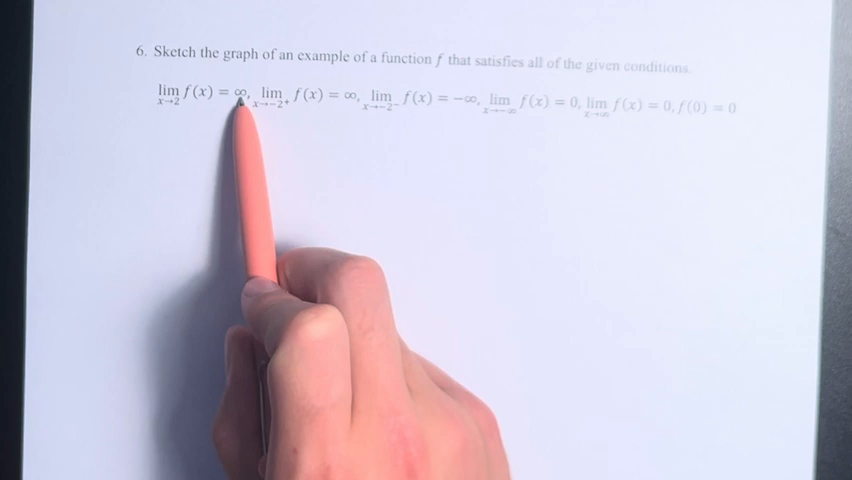 6. Sketch the graph of an example of a function f that satisfies all of the given conditions.
lim x→2 f(x) = ∞, lim x→−2⁺ f(x) = ∞, lim x→−2⁻ f(x) = −∞, lim x→−∞ f(x) = 0, lim x→∞ f(x) = 0, f(0) = 0